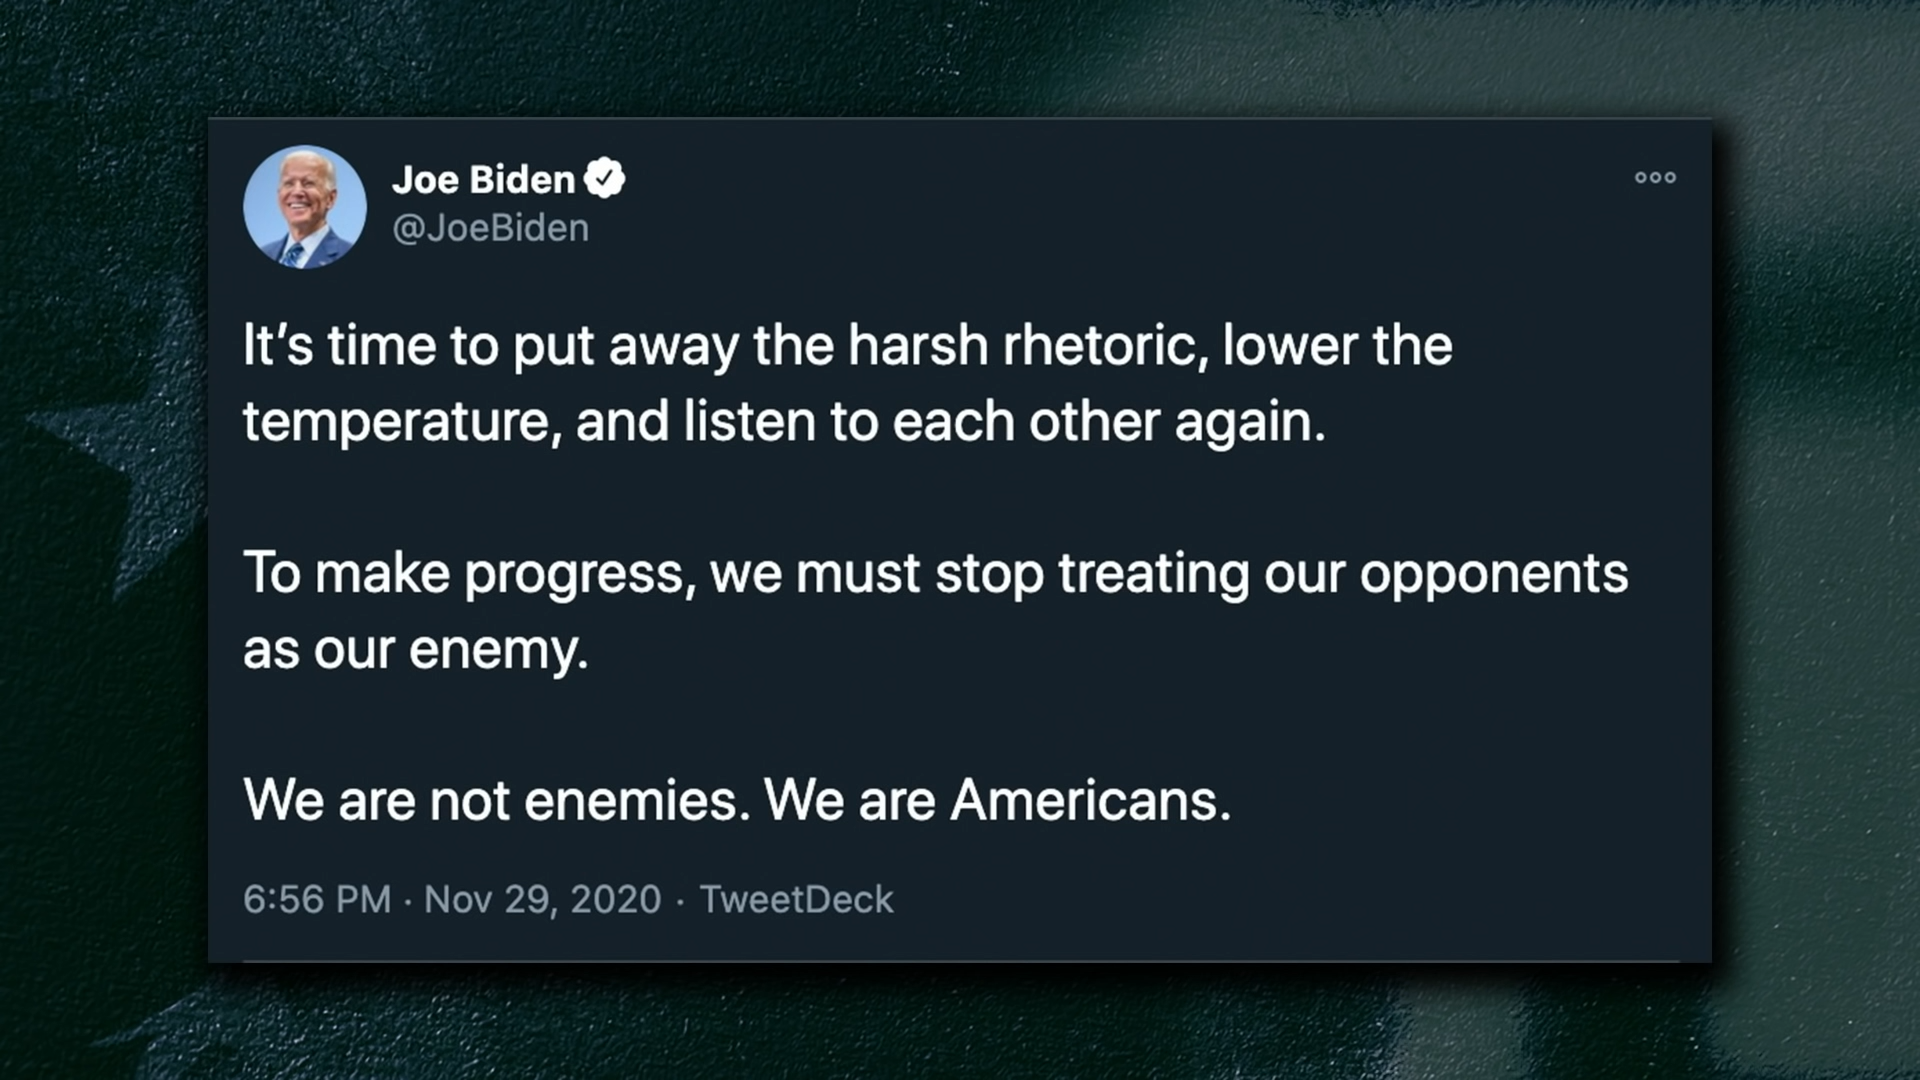 Joe Biden
@JoeBiden
It’s time to put away the harsh rhetoric, lower the
temperature, and listen to each other again.
To make progress, we must stop treating our opponents
as our enemy.
We are not enemies. We are Americans.
6:56 PM · Nov 29, 2020 · TweetDeck